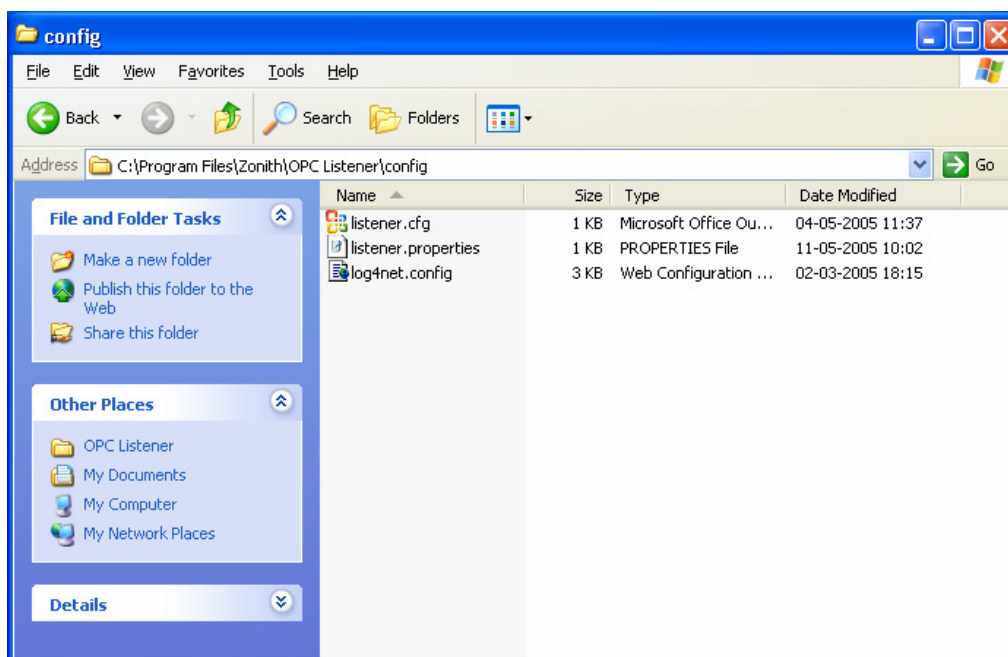 config
File Edit View Favorites Tools Help
Back Search Folders
Address C:\Program Files\Zonith\OPC Listener\config Go
Name Size Type Date Modified
File and Folder Tasks
Make a new folder
Publish this folder to the
Web
Share this folder
Other Places
OPC Listener
My Documents
My Computer
My Network Places
Details
listener.cfg 1 KB Microsoft Office Ou... 04-05-2005 11:37
listener.properties 1 KB PROPERTIES File 11-05-2005 10:02
log4net.config 3 KB Web Configuration ... 02-03-2005 18:15